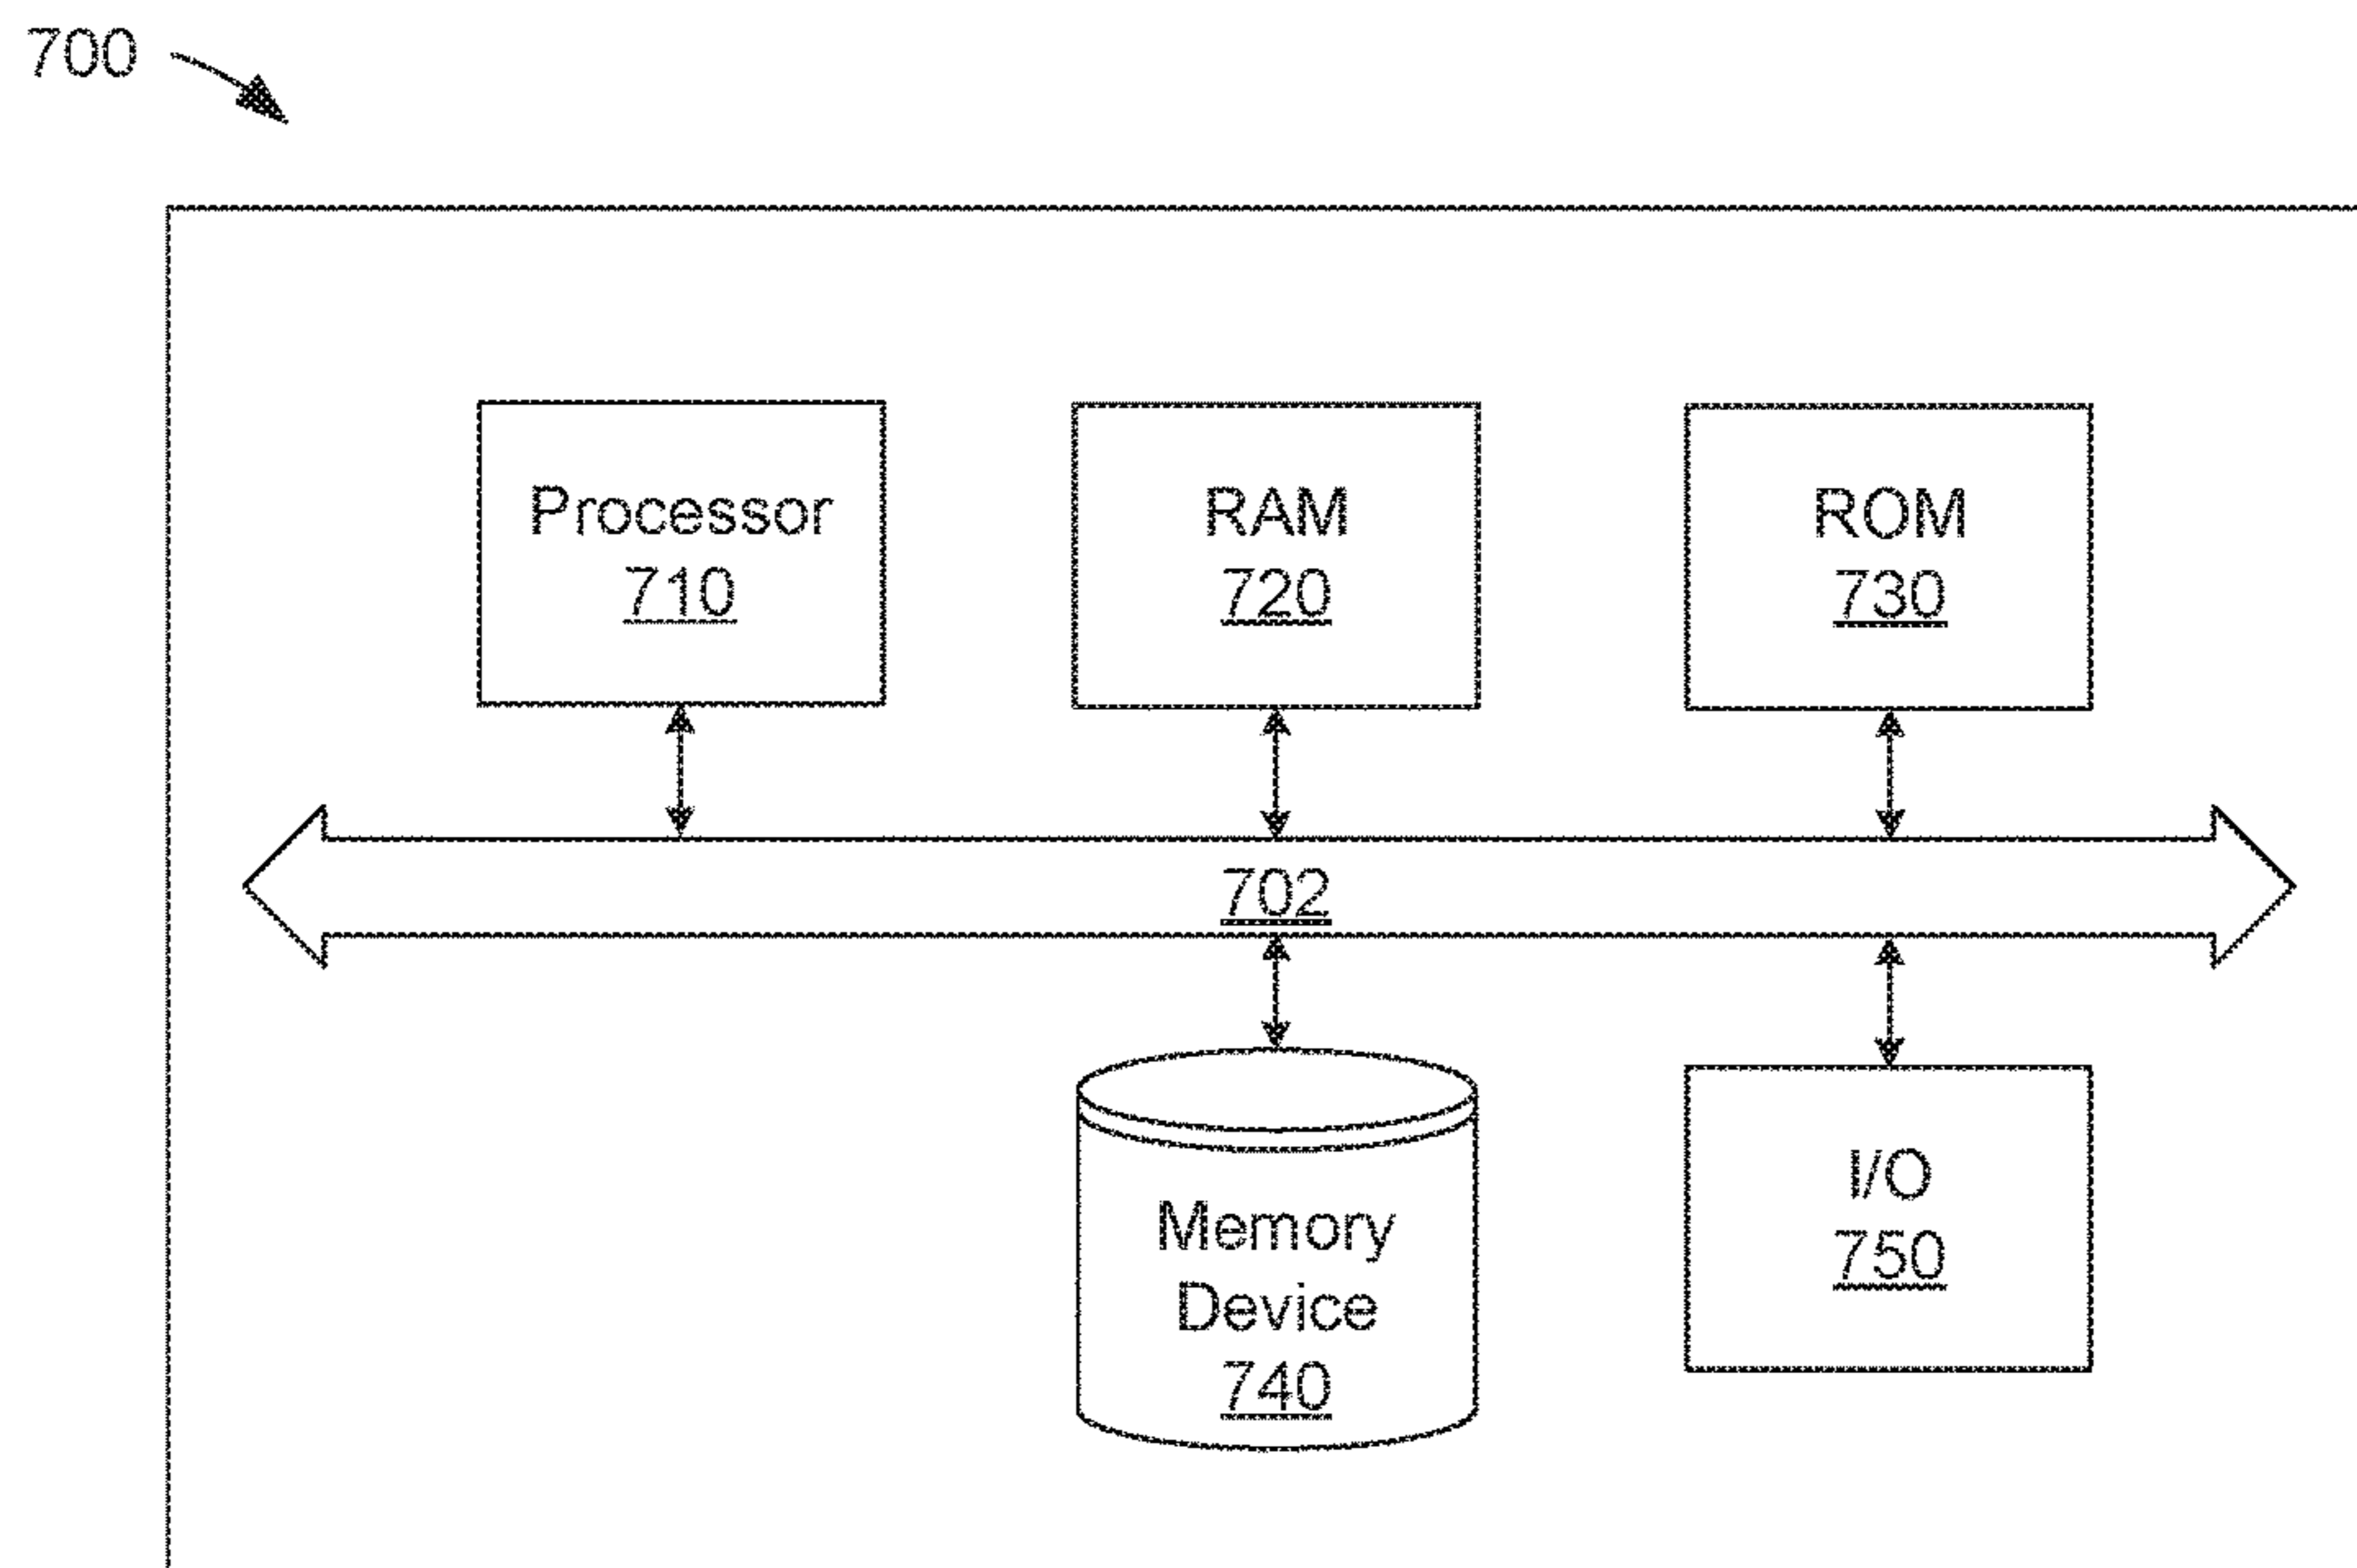 700
Processor
710
RAM
720
ROM
730
702
Memory
Device
740
I/O
750